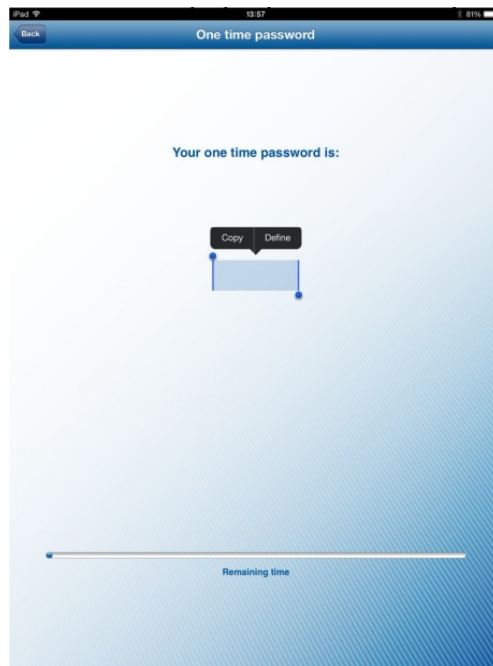 iPad 13:57 81%
Back One time password
Your one time password is:
Copy Define
Remaining time